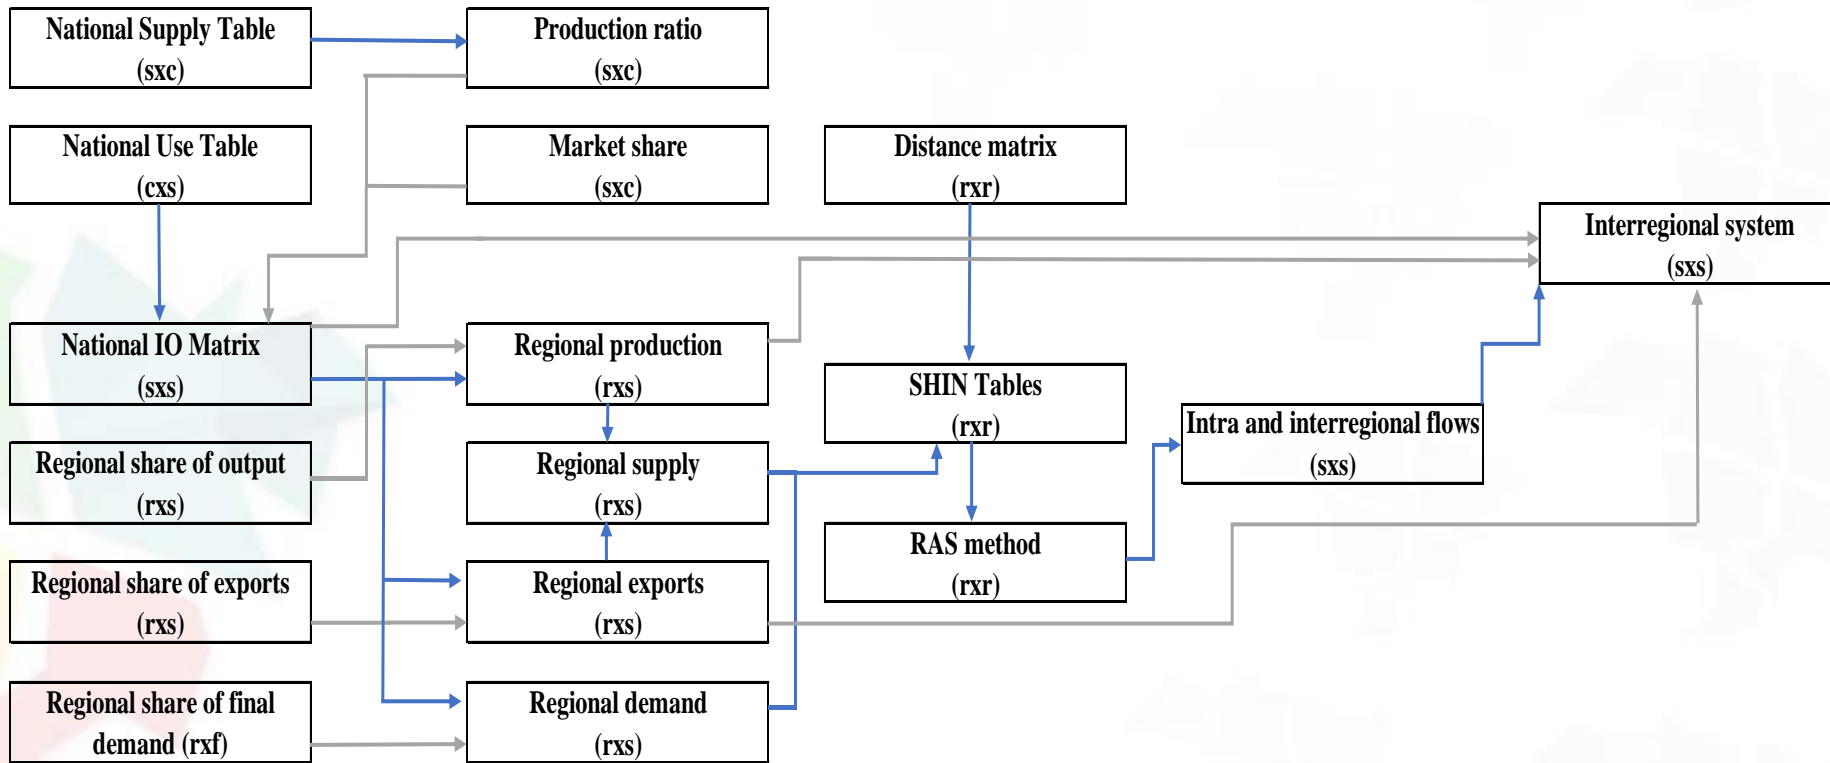 National Supply Table
(sxc)
Production ratio
(sxc)
National Use Table
(cxs)
Market share
(sxc)
Distance matrix
(rxr)
Interregional system
(sxs)
National IO Matrix
(sxs)
Regional production
(rxs)
SHIN Tables
(rxr)
Intra and interregional flows
(sxs)
Regional share of output
(rxs)
Regional supply
(rxs)
RAS method
(rxr)
Regional share of exports
(rxs)
Regional exports
(rxs)
Regional share of final
demand (rxf)
Regional demand
(rxs)